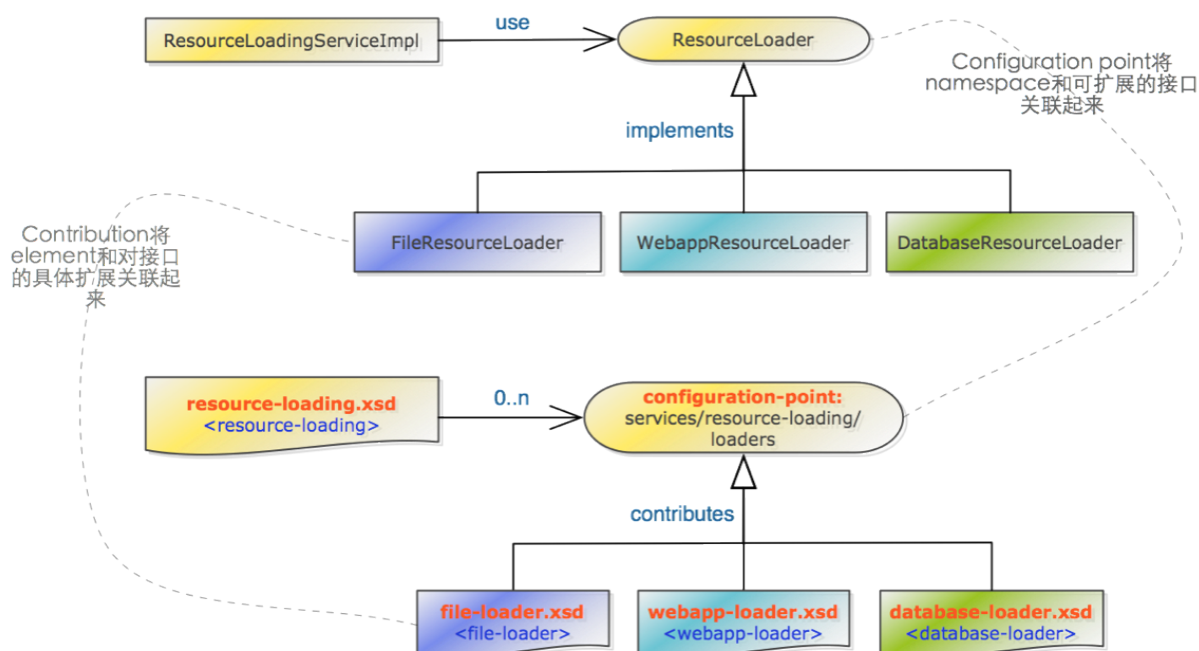 use
ResourceLoadingServiceImpl
ResourceLoader
Configuration point将
namespace和可扩展的接口
关联起来
implements
FileResourceLoader
WebappResourceLoader
DatabaseResourceLoader
Contribution将
element和对接口
的具体扩展关联起
来
resource-loading.xsd
<resource-loading>
0..n
configuration-point:
services/resource-loading/
loaders
contributes
file-loader.xsd
<file-loader>
webapp-loader.xsd
<webapp-loader>
database-loader.xsd
<database-loader>